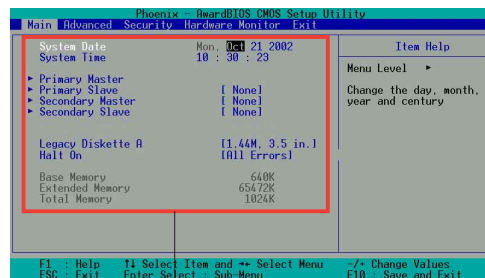 Phoenix - AwardBIOS CMOS Setup Utility
Main Advanced Security Hardware Monitor Exit
System Date Mon, Oct 21 2002
System Time 10 : 30 : 23
Primary Master
Primary Slave [ None]
Secondary Master [ None]
Secondary Slave [ None]
Legacy Diskette A [1.44M, 3.5 in.]
Halt On [All Errors]
Base Memory 640K
Extended Memory 65472K
Total Memory 1024K
Item Help
Menu Level
Change the day, month,
year and century
F1 : Help ↑↓ Select Item and →← Select Menu -/+ Change Values
ESC : Exit Enter Select : Sub-Menu F10 : Save and Exit